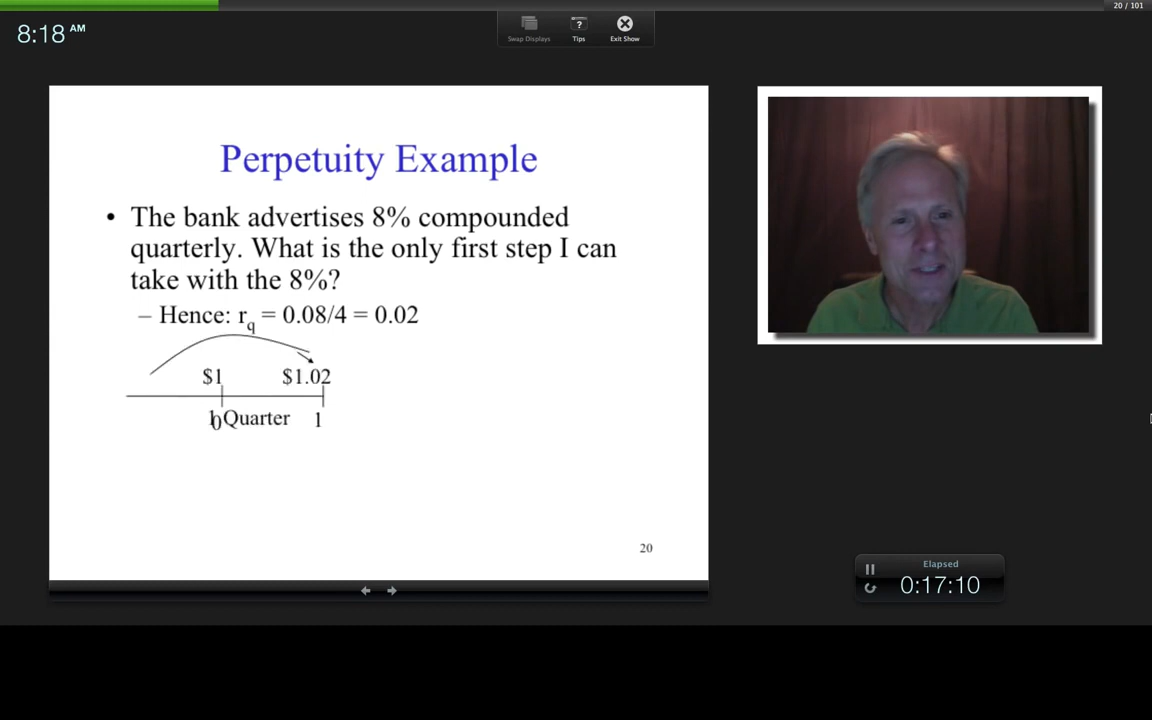 20 / 101
8:18 AM
Swap Displays
Tips
Exit Show
Perpetuity Example
• The bank advertises 8% compounded
quarterly. What is the only first step I can
take with the 8%?
– Hence: rq = 0.08/4 = 0.02
$1 $1.02
0 Quarter 1
20
Elapsed
0:17:10